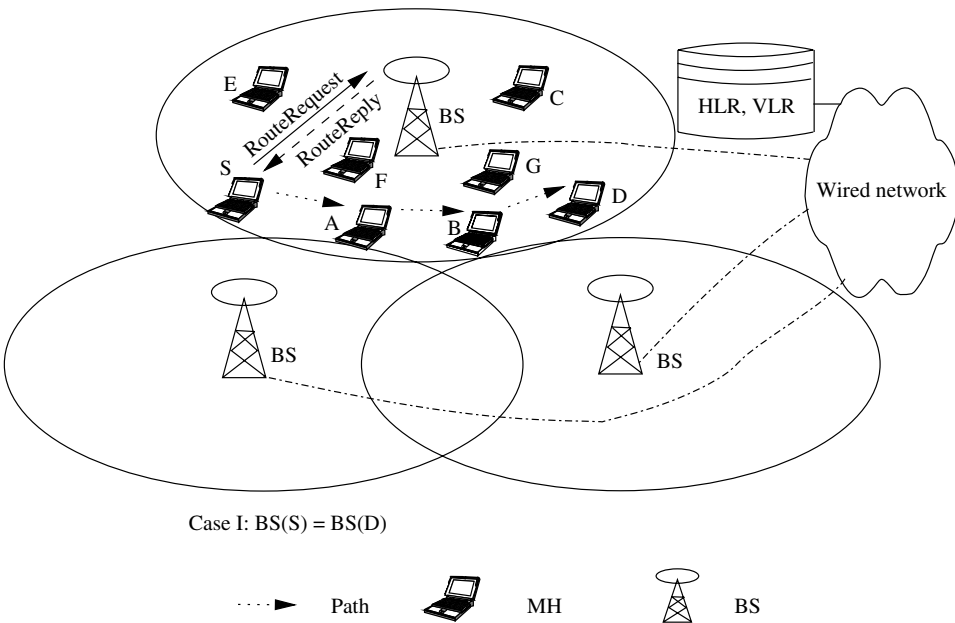 E
RouteRequest
RouteReply
BS
C
HLR, VLR
S
F
G
D
Wired network
A
B
BS
BS
Case I: BS(S) = BS(D)
Path
MH
BS